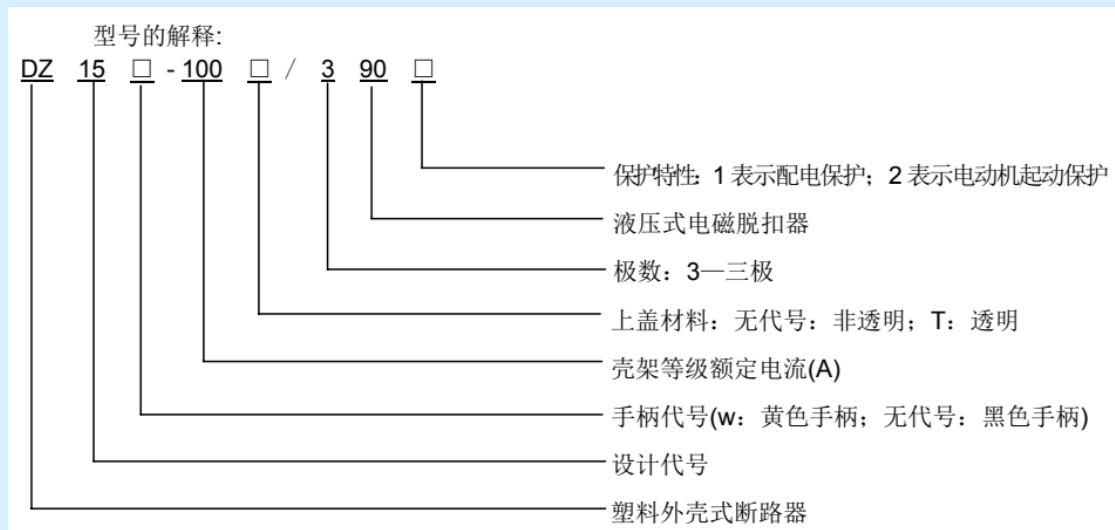 型号的解释:
DZ 15 □ - 100 □ / 3 90 □
保护特性: 1 表示配电保护；2 表示电动机起动保护
液压式电磁脱扣器
极数：3—三极
上盖材料：无代号：非透明；T：透明
壳架等级额定电流(A)
手柄代号(w：黄色手柄；无代号：黑色手柄)
设计代号
塑料外壳式断路器